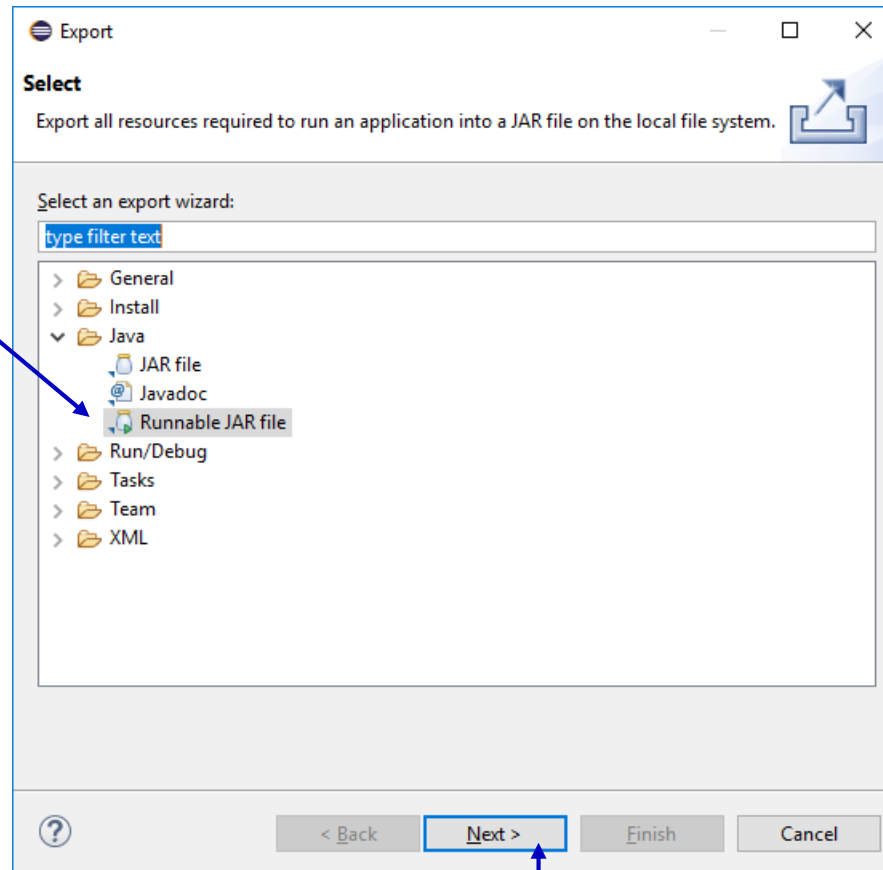 Export
Select
Export all resources required to run an application into a JAR file on the local file system.
Select an export wizard:
type filter text
General
Install
Java
JAR file
Javadoc
Runnable JAR file
Run/Debug
Tasks
Team
XML
? < Back Next > Finish Cancel